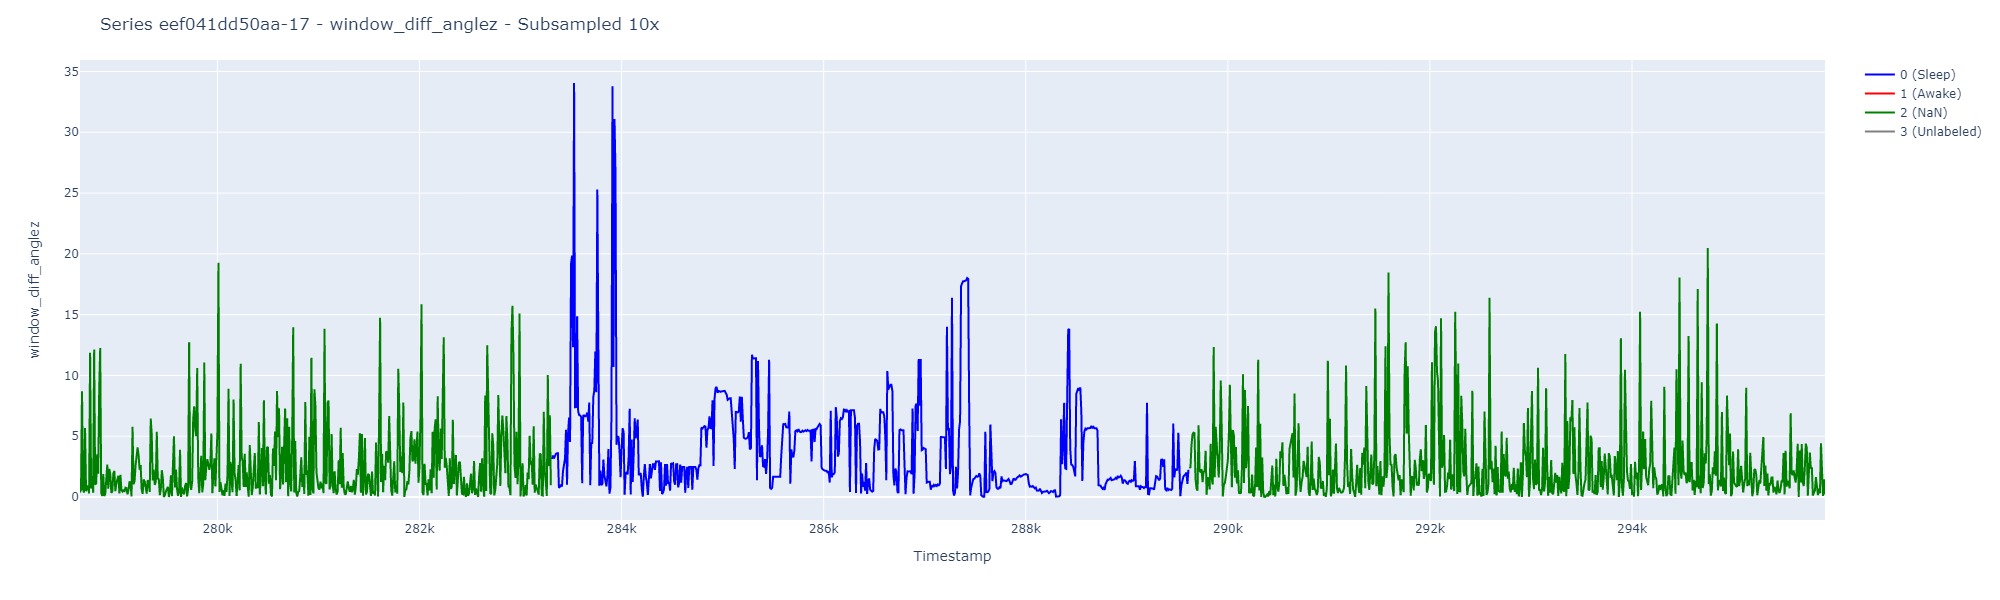 Series eef041dd50aa-17 - window_diff_anglez - Subsampled 10x
0 (Sleep)
1 (Awake)
2 (NaN)
3 (Unlabeled)
window_diff_anglez
35
30
25
20
15
10
5
0
280k
282k
284k
286k
288k
290k
292k
294k
Timestamp